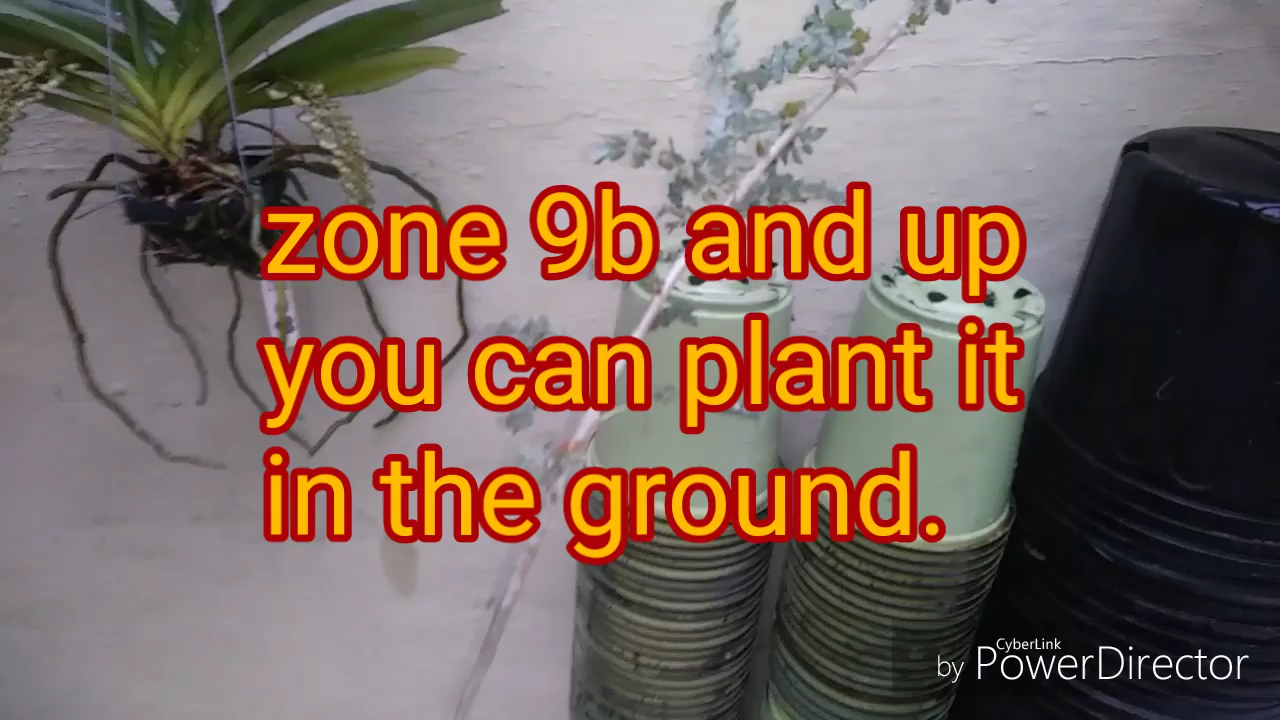 zone 9b and up
you can plant it
in the ground.
CyberLink
by PowerDirector